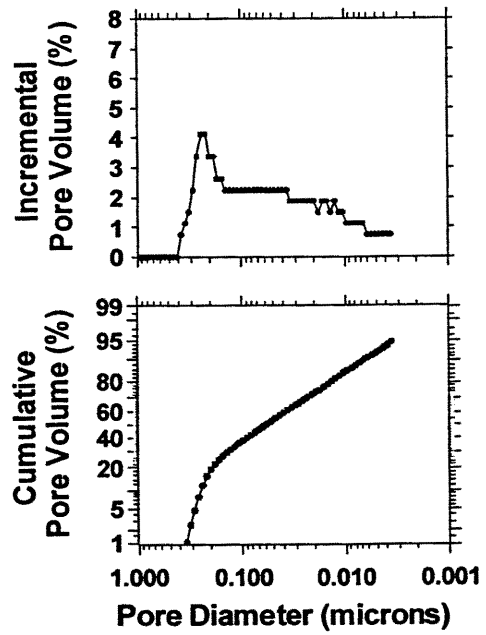 Incremental
Pore Volume (%)
8
7
6
5
4
3
2
1
0
Cumulative
Pore Volume (%)
99
95
80
60
40
20
5
1
1.000 0.100 0.010 0.001
Pore Diameter (microns)